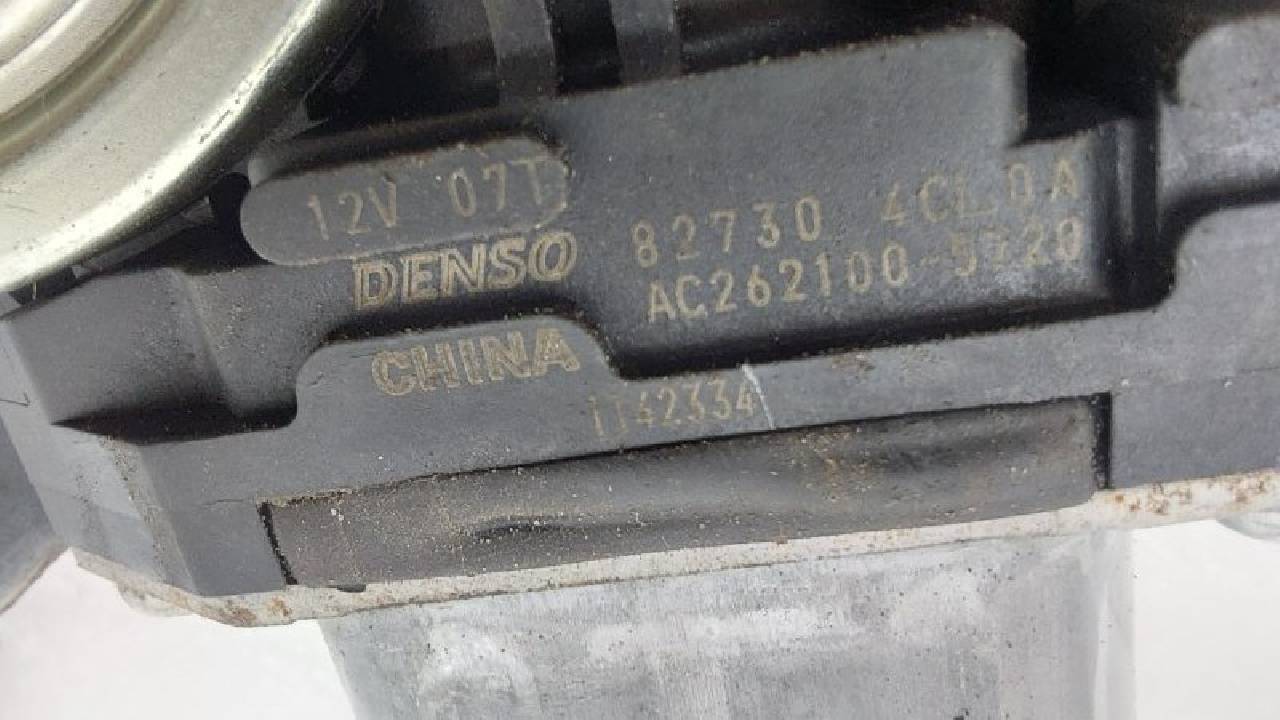 12V 07T
DENSO
CHINA
82730 4CL0A
AC262100-5720
1T42334